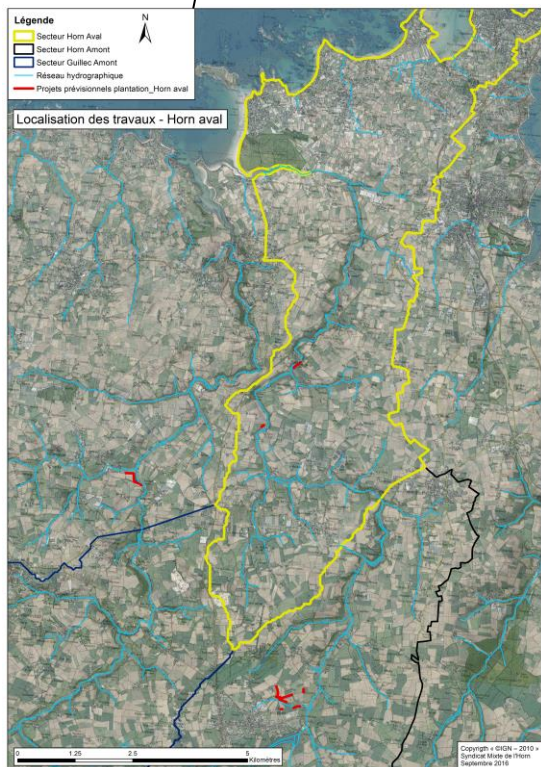 Légende
Secteur Horn Aval
Secteur Horn Amont
Secteur Guillec Amont
Réseau hydrographique
Projets prévisionnels plantation_Horn aval
N
Localisation des travaux - Horn aval
0 1.25 2.5 5
Kilomètres
Copyrigth « ©IGN – 2010 »
Syndicat Mixte de l'Horn
Septembre 2016